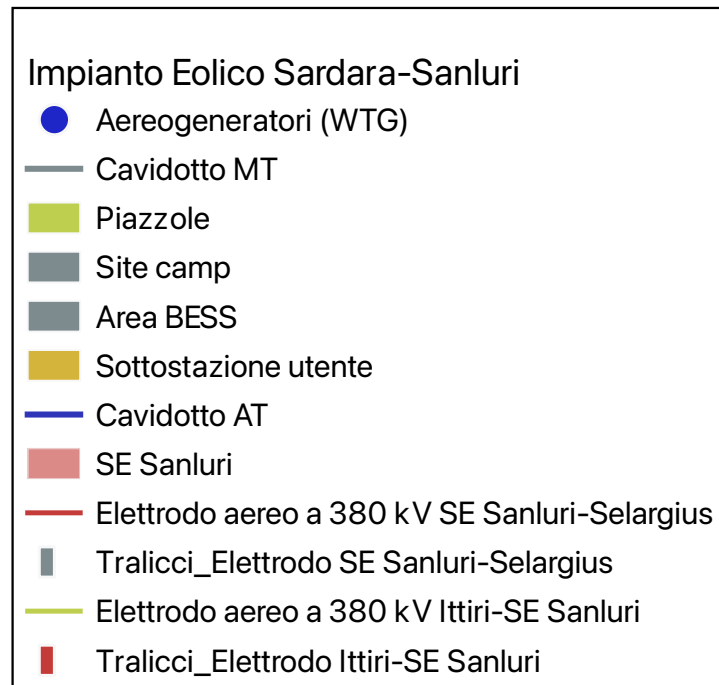 Impianto Eolico Sardara-Sanluri
Aereogeneratori (WTG)
Cavidotto MT
Piazzole
Site camp
Area BESS
Sottostazione utente
Cavidotto AT
SE Sanluri
Elettrodo aereo a 380 kV SE Sanluri-Selargius
Tralicci_Elettrodo SE Sanluri-Selargius
Elettrodo aereo a 380 kV Ittiri-SE Sanluri
Tralicci_Elettrodo Ittiri-SE Sanluri